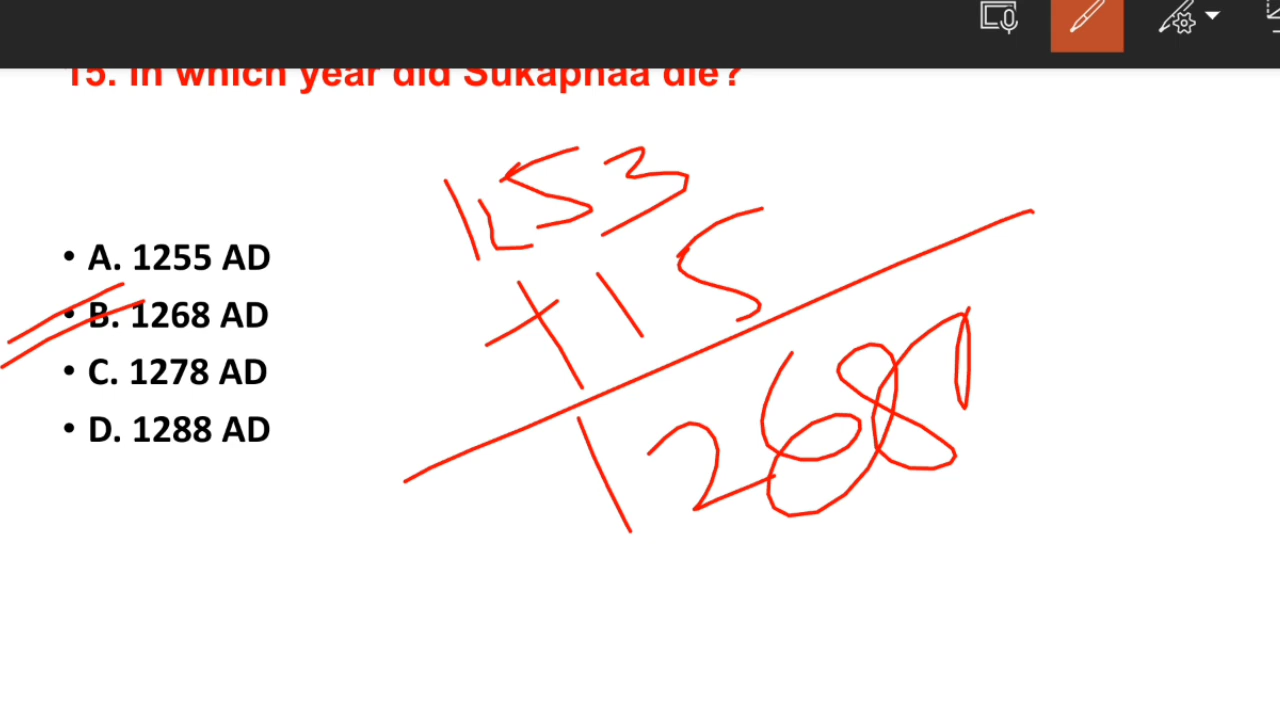 15. In which year did Sukaphaa die?
• A. 1255 AD
• B. 1268 AD
• C. 1278 AD
• D. 1288 AD
1253
+15
1268